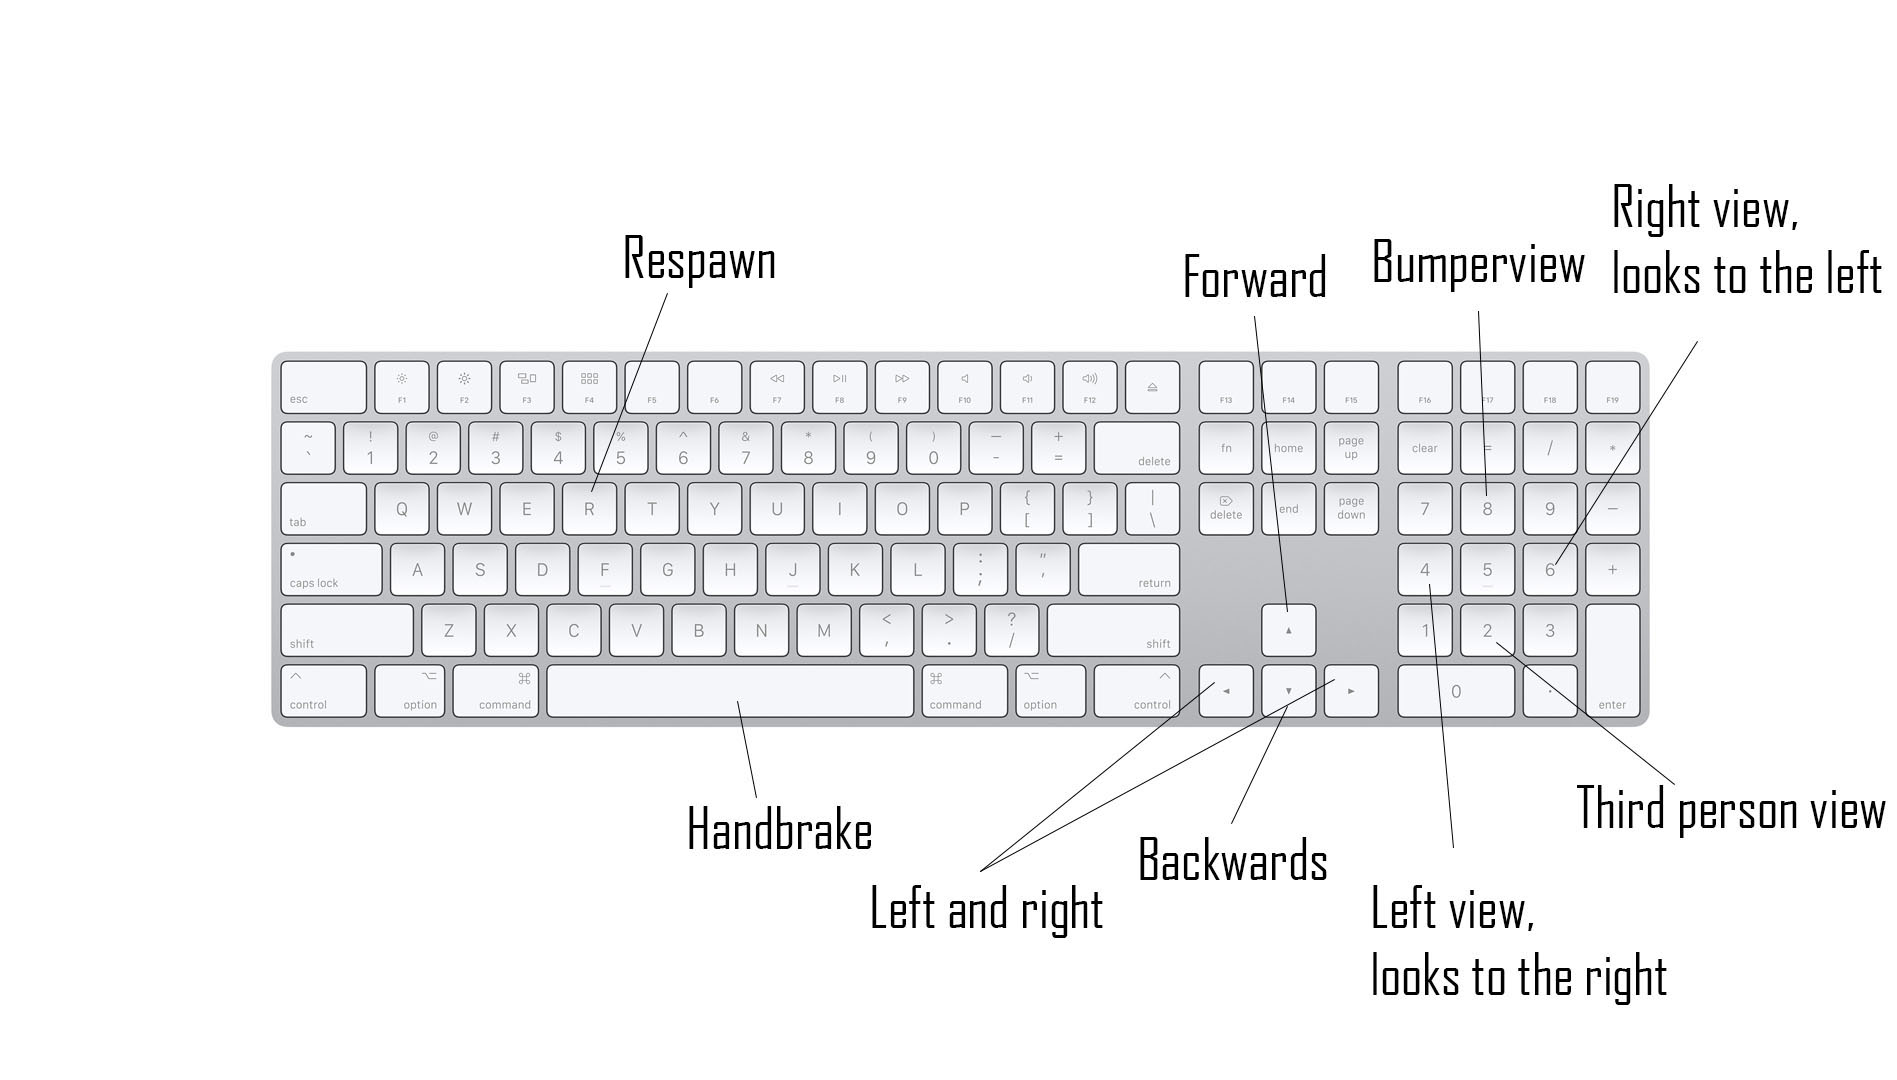 Right view,
looks to the left
Respawn
Forward
Bumperview
esc F1 F2 F3 F4 F5 F6 F7 F8 F9 F10 F11 F12 F13 F14 F15 F16 F17 F18 F19
~ ! @ # $ % ^ & * ( ) — +
` 1 2 3 4 5 6 7 8 9 0 - = delete fn home page up clear = / *
tab Q W E R T Y U I O P { [ } ] | \ delete end page down 7 8 9 −
caps lock A S D F G H J K L : ; " ' return 4 5 6 +
shift Z X C V B N M < , > . ? / shift ▲ 1 2 3
^ control ⌥ option ⌘ command ⌘ command ⌥ option ^ control ◄ ▼ ► 0 . enter
Handbrake
Third person view
Backwards
Left and right
Left view,
looks to the right